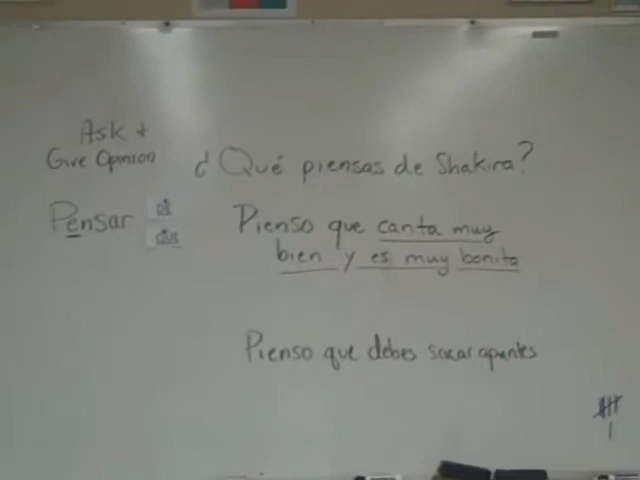 Ask +
Give Opinion
¿Qué piensas de Shakira?
Pensar
Pienso que canta muy
bien y es muy bonita
Pienso que debes sacar apuntes